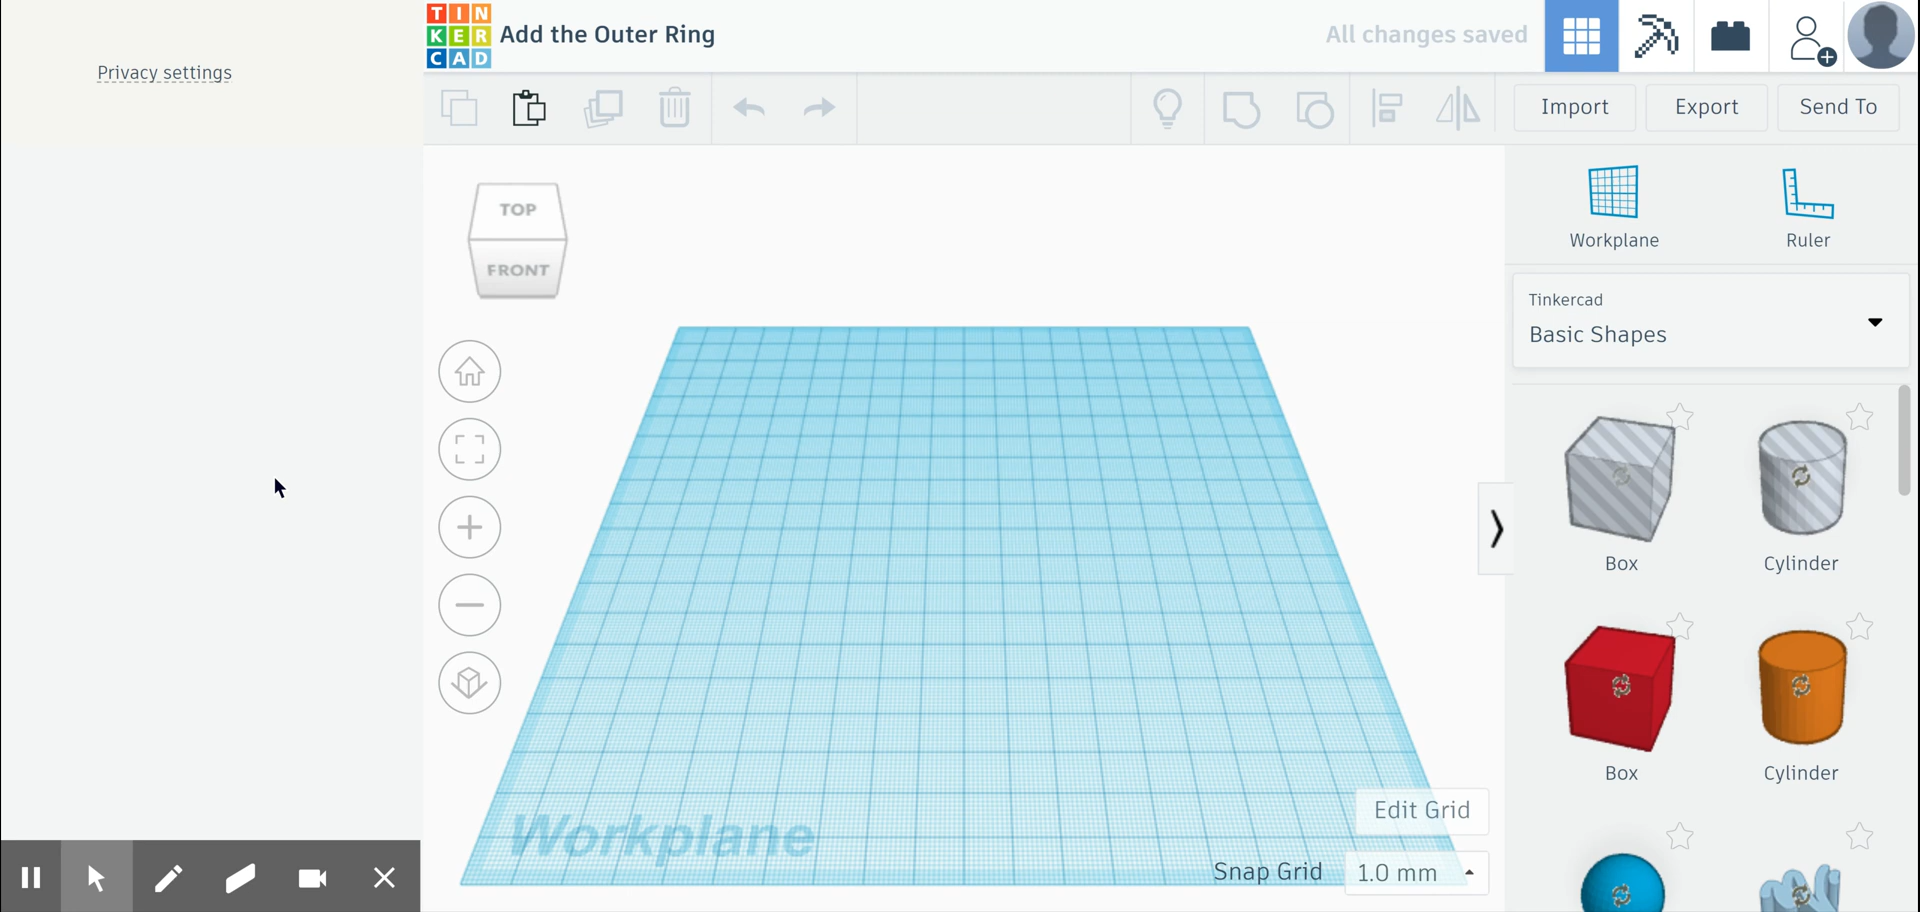 Privacy settings
TIN
KER
CAD
Add the Outer Ring
All changes saved
Import
Export
Send To
TOP
FRONT
Workplane
Ruler
Tinkercad
Basic Shapes
Box
Cylinder
Box
Cylinder
Workplane
Edit Grid
Snap Grid
1.0 mm